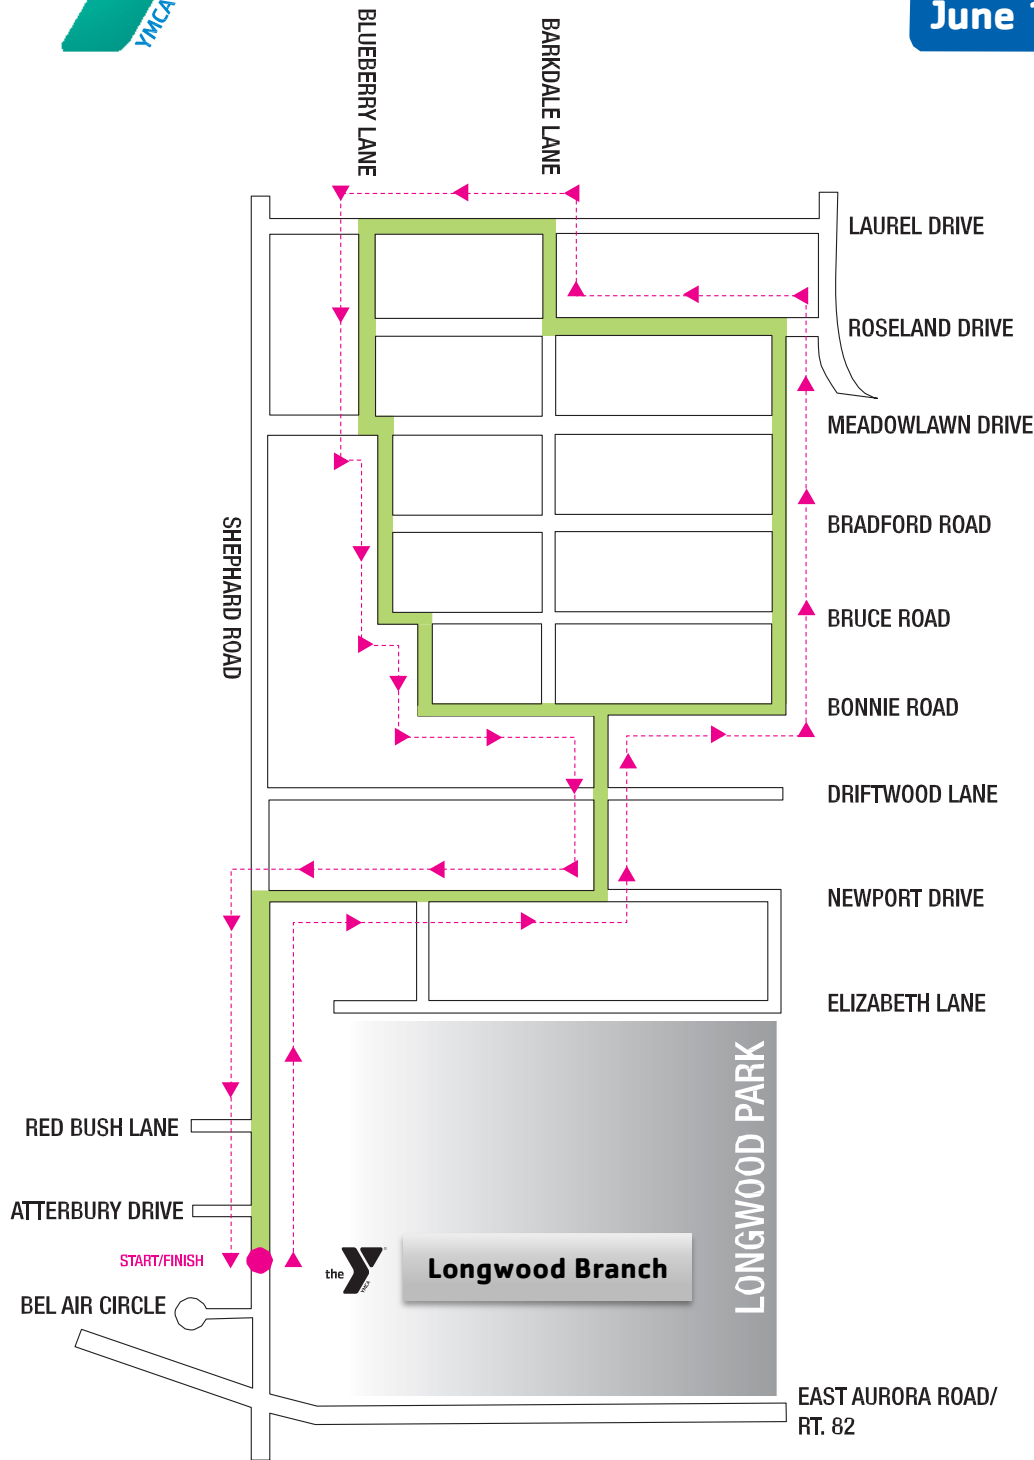 YMCA
June
BLUEBERRY LANE
BARKDALE LANE
LAUREL DRIVE
ROSELAND DRIVE
MEADOWLAWN DRIVE
BRADFORD ROAD
SHEPHARD ROAD
BRUCE ROAD
BONNIE ROAD
DRIFTWOOD LANE
NEWPORT DRIVE
ELIZABETH LANE
LONGWOOD PARK
RED BUSH LANE
ATTERBURY DRIVE
START/FINISH
the
YMCA
Longwood Branch
BEL AIR CIRCLE
EAST AURORA ROAD/
RT. 82